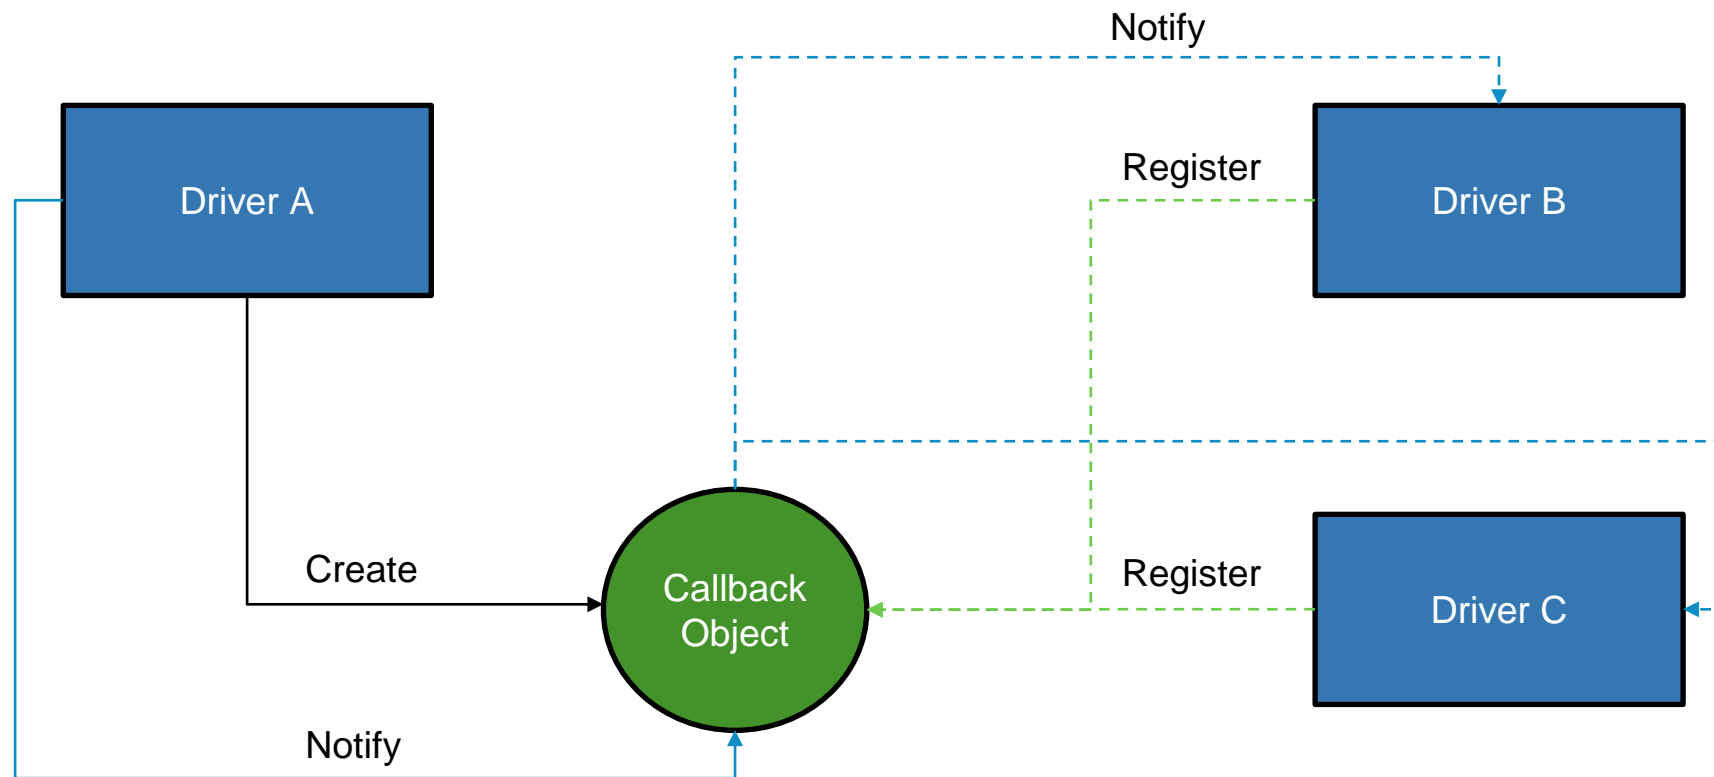 Notify
Driver A
Register
Driver B
Create
Callback
Object
Register
Driver C
Notify